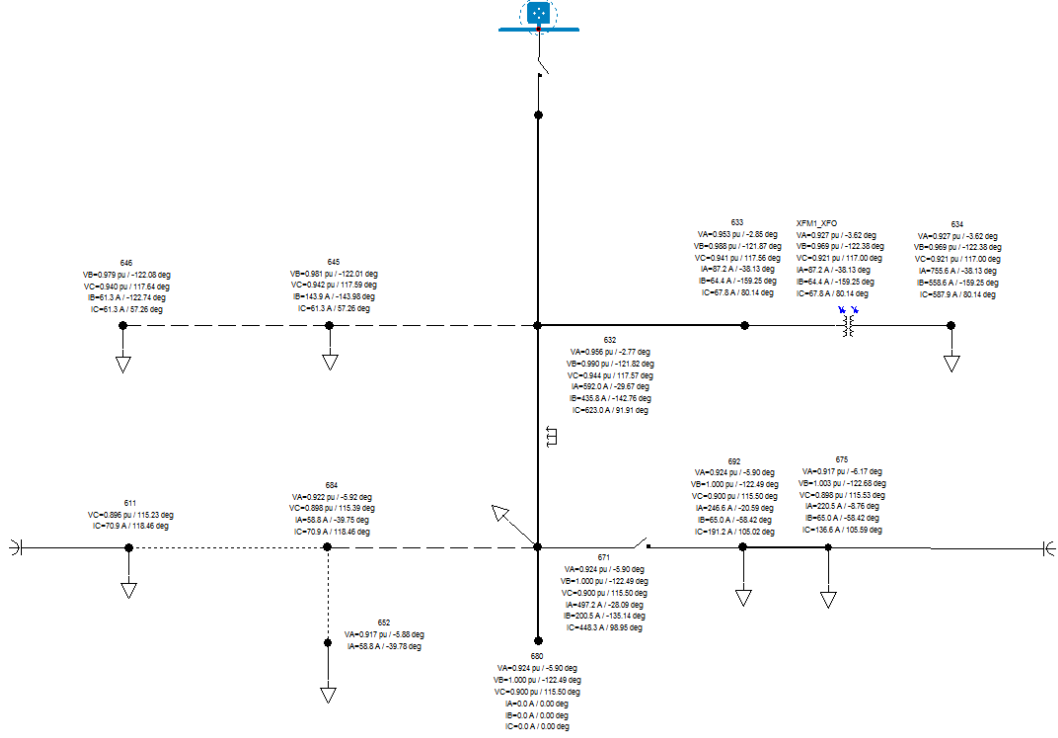 633
VA=0.953 pu / -2.85 deg
VB=0.988 pu / -121.87 deg
VC=0.941 pu / 117.56 deg
IA=87.2 A / -38.13 deg
IB=64.4 A / -159.25 deg
IC=67.8 A / 80.14 deg
XFM1_XFO
VA=0.927 pu / -3.62 deg
VB=0.969 pu / -122.38 deg
VC=0.921 pu / 117.00 deg
IA=87.2 A / -38.13 deg
IB=64.4 A / -159.25 deg
IC=67.8 A / 80.14 deg
634
VA=0.927 pu / -3.62 deg
VB=0.969 pu / -122.38 deg
VC=0.921 pu / 117.00 deg
IA=755.6 A / -38.13 deg
IB=558.6 A / -159.25 deg
IC=587.9 A / 80.14 deg
646
VB=0.979 pu / -122.08 deg
VC=0.940 pu / 117.64 deg
IB=61.3 A / -122.74 deg
IC=61.3 A / 57.26 deg
645
VB=0.981 pu / -122.01 deg
VC=0.942 pu / 117.59 deg
IB=143.9 A / -143.98 deg
IC=61.3 A / 57.26 deg
632
VA=0.956 pu / -2.77 deg
VB=0.990 pu / -121.82 deg
VC=0.944 pu / 117.57 deg
IA=592.0 A / -29.67 deg
IB=435.8 A / -142.76 deg
IC=623.0 A / 91.91 deg
611
VC=0.896 pu / 115.23 deg
IC=70.9 A / 118.46 deg
684
VA=0.922 pu / -5.92 deg
VC=0.898 pu / 115.39 deg
IA=58.8 A / -39.75 deg
IC=70.9 A / 118.46 deg
692
VA=0.924 pu / -5.90 deg
VB=1.000 pu / -122.49 deg
VC=0.900 pu / 115.50 deg
IA=246.6 A / -20.59 deg
IB=65.0 A / -58.42 deg
IC=191.2 A / 105.02 deg
675
VA=0.917 pu / -6.17 deg
VB=1.003 pu / -122.68 deg
VC=0.898 pu / 115.53 deg
IA=220.5 A / -8.76 deg
IB=65.0 A / -58.42 deg
IC=136.6 A / 105.59 deg
671
VA=0.924 pu / -5.90 deg
VB=1.000 pu / -122.49 deg
VC=0.900 pu / 115.50 deg
IA=497.2 A / -28.09 deg
IB=200.5 A / -135.14 deg
IC=448.3 A / 98.95 deg
652
VA=0.917 pu / -5.88 deg
IA=58.8 A / -39.78 deg
680
VA=0.924 pu / -5.90 deg
VB=1.000 pu / -122.49 deg
VC=0.900 pu / 115.50 deg
IA=0.0 A / 0.00 deg
IB=0.0 A / 0.00 deg
IC=0.0 A / 0.00 deg